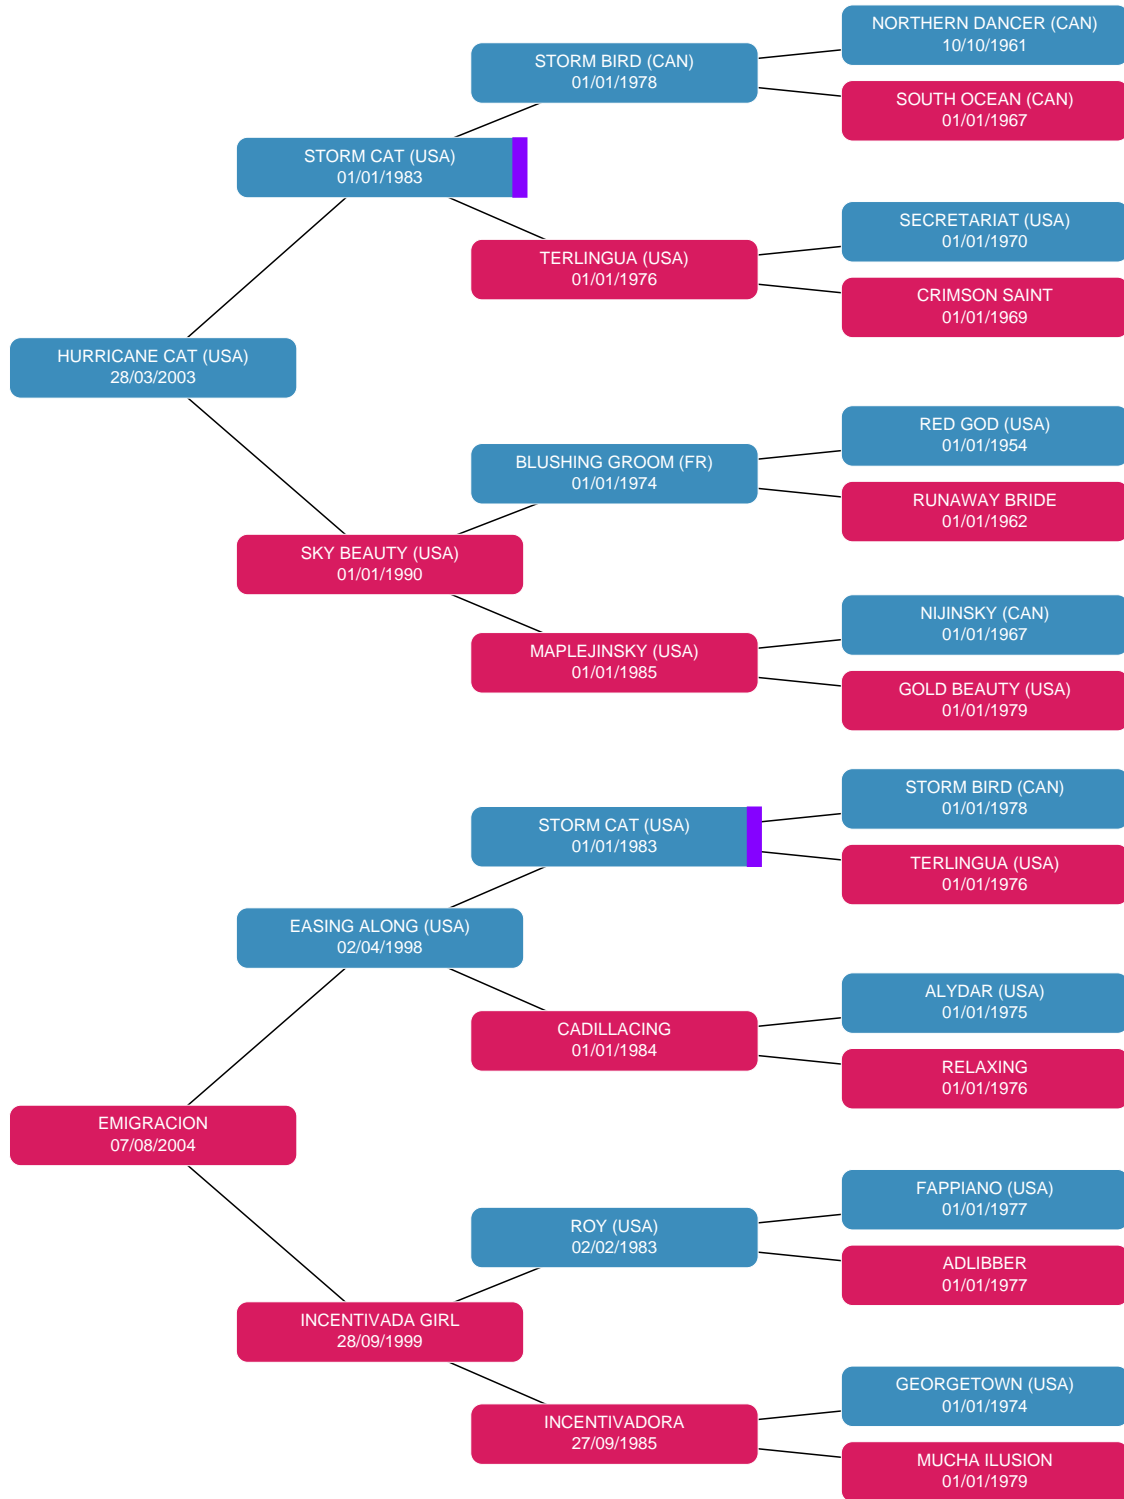 NORTHERN DANCER (CAN)
10/10/1961
STORM BIRD (CAN)
01/01/1978
SOUTH OCEAN (CAN)
01/01/1967
STORM CAT (USA)
01/01/1983
SECRETARIAT (USA)
01/01/1970
TERLINGUA (USA)
01/01/1976
CRIMSON SAINT
01/01/1969
HURRICANE CAT (USA)
28/03/2003
RED GOD (USA)
01/01/1954
BLUSHING GROOM (FR)
01/01/1974
RUNAWAY BRIDE
01/01/1962
SKY BEAUTY (USA)
01/01/1990
NIJINSKY (CAN)
01/01/1967
MAPLEJINSKY (USA)
01/01/1985
GOLD BEAUTY (USA)
01/01/1979
STORM BIRD (CAN)
01/01/1978
STORM CAT (USA)
01/01/1983
TERLINGUA (USA)
01/01/1976
EASING ALONG (USA)
02/04/1998
ALYDAR (USA)
01/01/1975
CADILLACING
01/01/1984
RELAXING
01/01/1976
EMIGRACION
07/08/2004
FAPPIANO (USA)
01/01/1977
ROY (USA)
02/02/1983
ADLIBBER
01/01/1977
INCENTIVADA GIRL
28/09/1999
GEORGETOWN (USA)
01/01/1974
INCENTIVADORA
27/09/1985
MUCHA ILUSION
01/01/1979